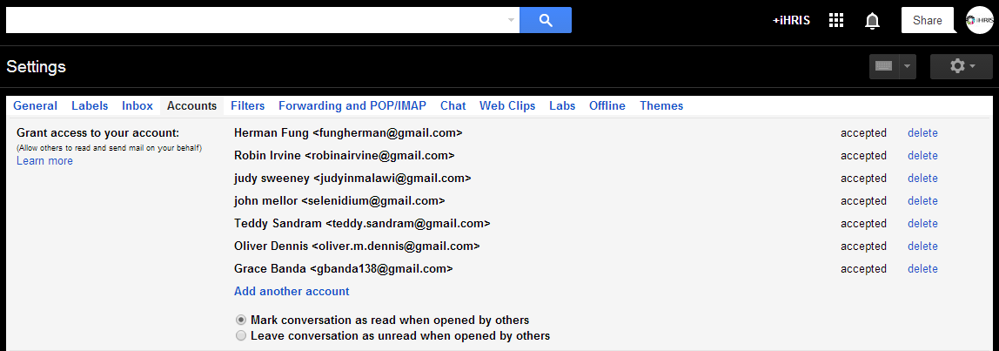 +iHRIS Share iHRIS
Settings
General Labels Inbox Accounts Filters Forwarding and POP/IMAP Chat Web Clips Labs Offline Themes
Grant access to your account: Herman Fung <fungherman@gmail.com> accepted delete
(Allow others to read and send mail on your behalf)
Learn more
Robin Irvine <robinairvine@gmail.com> accepted delete
judy sweeney <judyinmalawi@gmail.com> accepted delete
john mellor <selenidium@gmail.com> accepted delete
Teddy Sandram <teddy.sandram@gmail.com> accepted delete
Oliver Dennis <oliver.m.dennis@gmail.com> accepted delete
Grace Banda <gbanda138@gmail.com> accepted delete
Add another account
Mark conversation as read when opened by others
Leave conversation as unread when opened by others